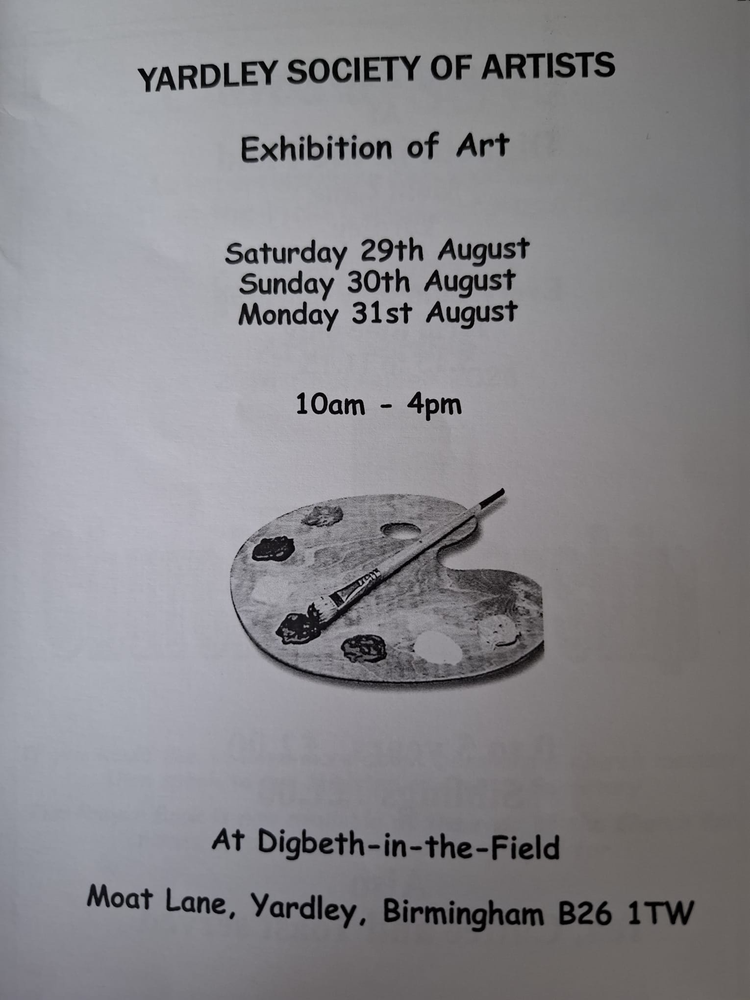 YARDLEY SOCIETY OF ARTISTS
Exhibition of Art
Saturday 29th August
Sunday 30th August
Monday 31st August
10am - 4pm
At Digbeth-in-the-Field
Moat Lane, Yardley, Birmingham B26 1TW